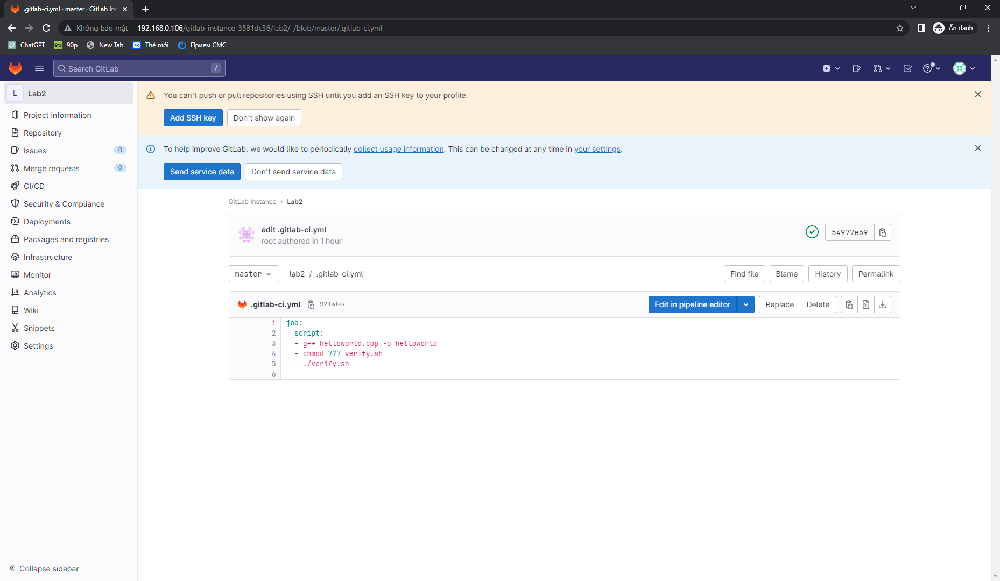 .gitlab-ci.yml · master · GitLab Ins
Không bảo mật 192.168.0.106/gitlab-instance-3581dc36/lab2/-/blob/master/.gitlab-ci.yml Ẩn danh
ChatGPT 90p New Tab Thẻ mới Прием СМС
Search GitLab /
L Lab2
Project information
Repository
Issues 0
Merge requests 0
CI/CD
Security & Compliance
Deployments
Packages and registries
Infrastructure
Monitor
Analytics
Wiki
Snippets
Settings
Collapse sidebar
You can't push or pull repositories using SSH until you add an SSH key to your profile.
Add SSH key Don't show again
To help improve GitLab, we would like to periodically collect usage information. This can be changed at any time in your settings.
Send service data Don't send service data
GitLab Instance › Lab2
edit .gitlab-ci.yml
root authored in 1 hour
54977e69
master lab2 / .gitlab-ci.yml Find file Blame History Permalink
.gitlab-ci.yml 92 bytes Edit in pipeline editor Replace Delete
1 job:
2 script:
3 - g++ helloworld.cpp -o helloworld
4 - chmod 777 verify.sh
5 - ./verify.sh
6